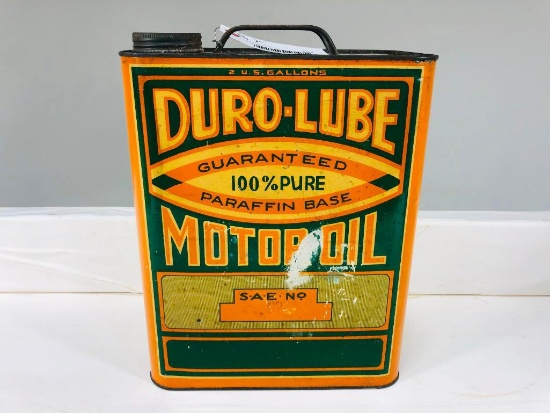 2 U.S. GALLONS
DURO-LUBE
GUARANTEED
100% PURE
PARAFFIN BASE
MOTOR OIL
S.A.E. No